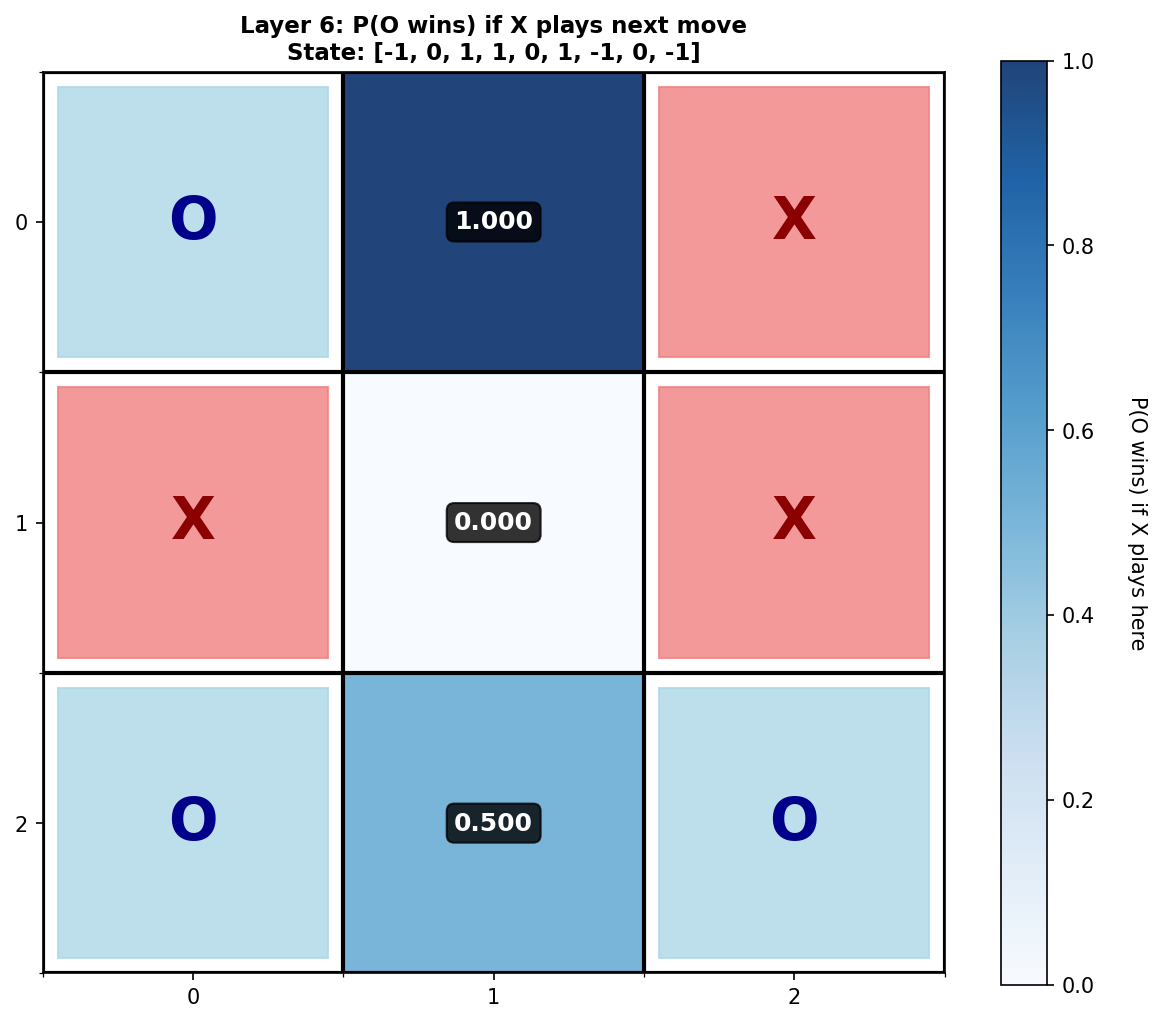 Layer 6: P(O wins) if X plays next move
State: [-1, 0, 1, 1, 0, 1, -1, 0, -1]
0
O
1.000
X
1
X
0.000
X
2
O
0.500
O
0
1
2
1.0
0.8
0.6
0.4
0.2
0.0
P(O wins) if X plays here